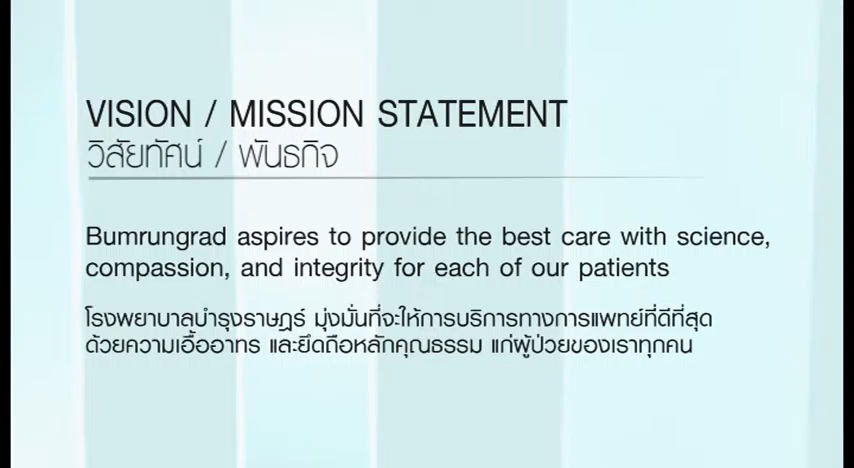 VISION / MISSION STATEMENT
วิสัยทัศน์ / พันธกิจ
Bumrungrad aspires to provide the best care with science,
compassion, and integrity for each of our patients
โรงพยาบาลบำรุงราษฎร์ มุ่งมั่นที่จะให้การบริการทางการแพทย์ที่ดีที่สุด
ด้วยความเอื้ออาทร และยึดถือหลักคุณธรรม แก่ผู้ป่วยของเราทุกคน